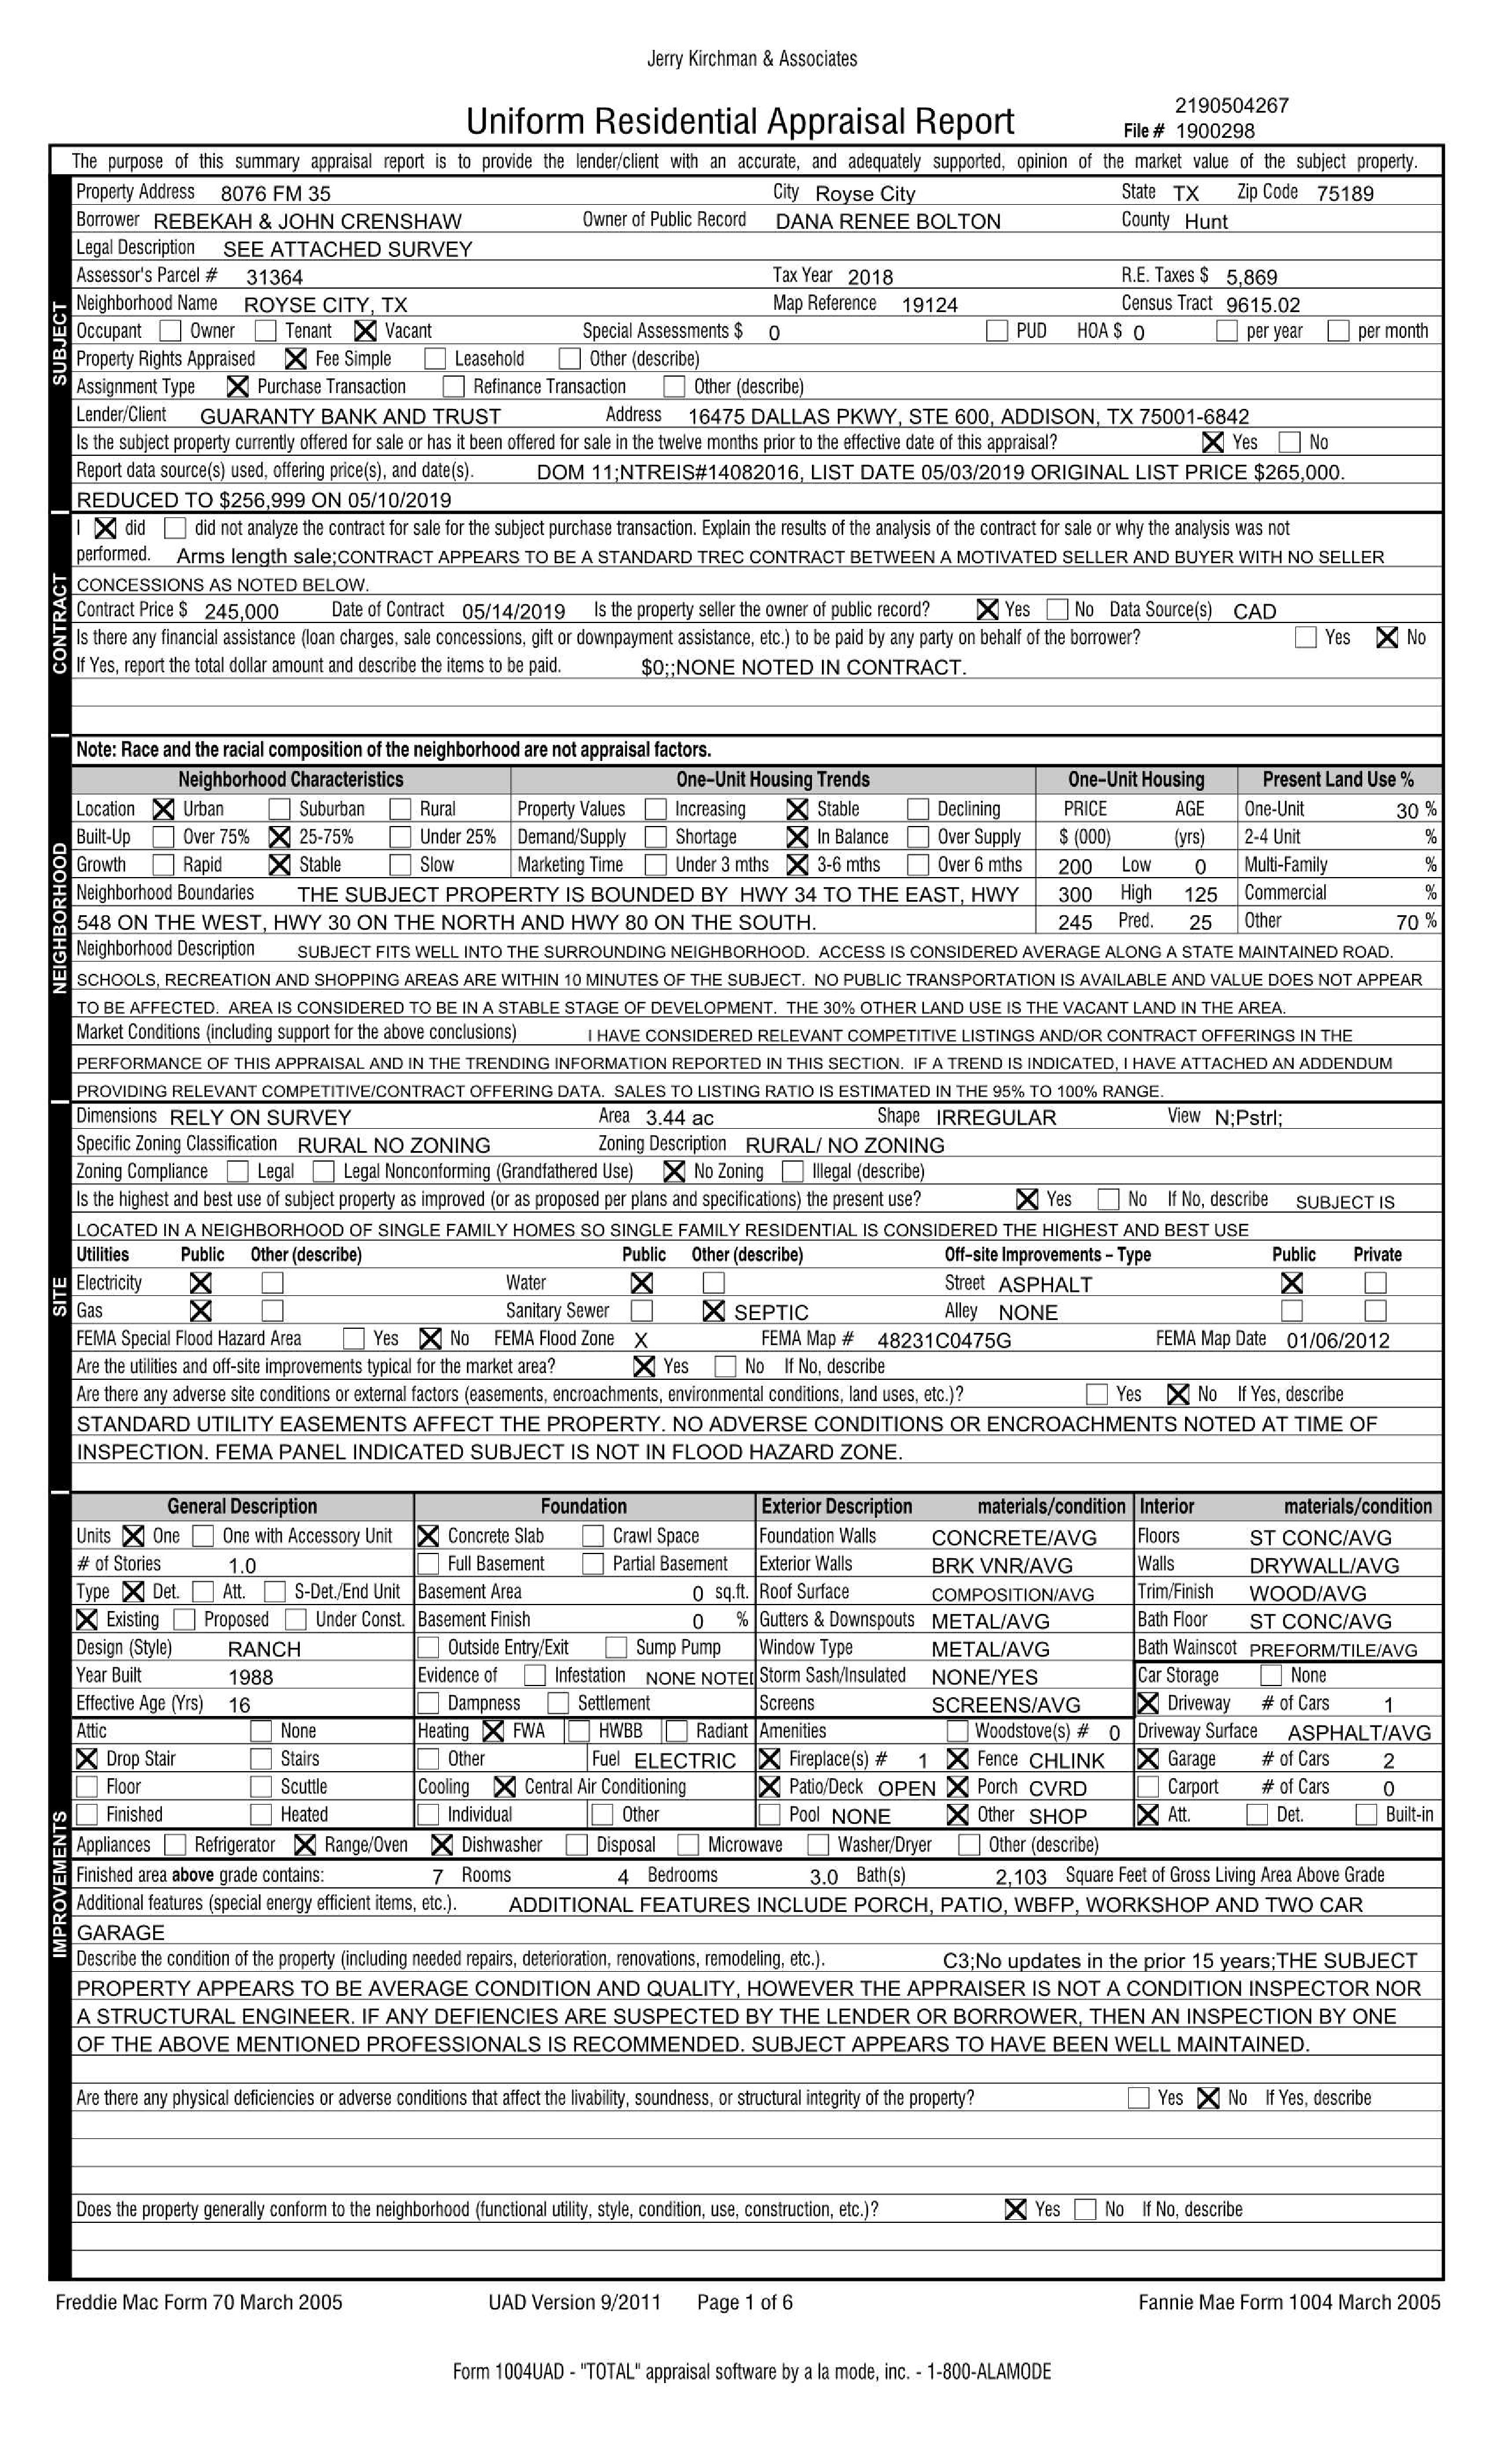 Jerry Kirchman & Associates
2190504267
Uniform Residential Appraisal Report File # 1900298
The purpose of this summary appraisal report is to provide the lender/client with an accurate, and adequately supported, opinion of the market value of the subject property.
SUBJECT
Property Address 8076 FM 35 City Royse City State TX Zip Code 75189
Borrower REBEKAH & JOHN CRENSHAW Owner of Public Record DANA RENEE BOLTON County Hunt
Legal Description SEE ATTACHED SURVEY
Assessor's Parcel # 31364 Tax Year 2018 R.E. Taxes $ 5,869
Neighborhood Name ROYSE CITY, TX Map Reference 19124 Census Tract 9615.02
Occupant Owner Tenant X Vacant Special Assessments $ 0 PUD HOA $ 0 per year per month
Property Rights Appraised X Fee Simple Leasehold Other (describe)
Assignment Type X Purchase Transaction Refinance Transaction Other (describe)
Lender/Client GUARANTY BANK AND TRUST Address 16475 DALLAS PKWY, STE 600, ADDISON, TX 75001-6842
Is the subject property currently offered for sale or has it been offered for sale in the twelve months prior to the effective date of this appraisal? X Yes No
Report data source(s) used, offering price(s), and date(s). DOM 11;NTREIS#14082016, LIST DATE 05/03/2019 ORIGINAL LIST PRICE $265,000.
REDUCED TO $256,999 ON 05/10/2019
CONTRACT
I X did did not analyze the contract for sale for the subject purchase transaction. Explain the results of the analysis of the contract for sale or why the analysis was not
performed. Arms length sale;CONTRACT APPEARS TO BE A STANDARD TREC CONTRACT BETWEEN A MOTIVATED SELLER AND BUYER WITH NO SELLER
CONCESSIONS AS NOTED BELOW.
Contract Price $ 245,000 Date of Contract 05/14/2019 Is the property seller the owner of public record? X Yes No Data Source(s) CAD
Is there any financial assistance (loan charges, sale concessions, gift or downpayment assistance, etc.) to be paid by any party on behalf of the borrower? Yes X No
If Yes, report the total dollar amount and describe the items to be paid. $0;;NONE NOTED IN CONTRACT.
NEIGHBORHOOD
Note: Race and the racial composition of the neighborhood are not appraisal factors.
Neighborhood Characteristics One-Unit Housing Trends One-Unit Housing Present Land Use %
Location X Urban Suburban Rural Property Values Increasing X Stable Declining PRICE AGE One-Unit 30 %
Built-Up Over 75% X 25-75% Under 25% Demand/Supply Shortage X In Balance Over Supply $ (000) (yrs) 2-4 Unit %
Growth Rapid X Stable Slow Marketing Time Under 3 mths X 3-6 mths Over 6 mths 200 Low 0 Multi-Family %
Neighborhood Boundaries THE SUBJECT PROPERTY IS BOUNDED BY HWY 34 TO THE EAST, HWY 300 High 125 Commercial %
548 ON THE WEST, HWY 30 ON THE NORTH AND HWY 80 ON THE SOUTH. 245 Pred. 25 Other 70 %
Neighborhood Description SUBJECT FITS WELL INTO THE SURROUNDING NEIGHBORHOOD. ACCESS IS CONSIDERED AVERAGE ALONG A STATE MAINTAINED ROAD.
SCHOOLS, RECREATION AND SHOPPING AREAS ARE WITHIN 10 MINUTES OF THE SUBJECT. NO PUBLIC TRANSPORTATION IS AVAILABLE AND VALUE DOES NOT APPEAR
TO BE AFFECTED. AREA IS CONSIDERED TO BE IN A STABLE STAGE OF DEVELOPMENT. THE 30% OTHER LAND USE IS THE VACANT LAND IN THE AREA.
Market Conditions (including support for the above conclusions) I HAVE CONSIDERED RELEVANT COMPETITIVE LISTINGS AND/OR CONTRACT OFFERINGS IN THE
PERFORMANCE OF THIS APPRAISAL AND IN THE TRENDING INFORMATION REPORTED IN THIS SECTION. IF A TREND IS INDICATED, I HAVE ATTACHED AN ADDENDUM
PROVIDING RELEVANT COMPETITIVE/CONTRACT OFFERING DATA. SALES TO LISTING RATIO IS ESTIMATED IN THE 95% TO 100% RANGE.
SITE
Dimensions RELY ON SURVEY Area 3.44 ac Shape IRREGULAR View N;Pstrl;
Specific Zoning Classification RURAL NO ZONING Zoning Description RURAL/ NO ZONING
Zoning Compliance Legal Legal Nonconforming (Grandfathered Use) X No Zoning Illegal (describe)
Is the highest and best use of subject property as improved (or as proposed per plans and specifications) the present use? X Yes No If No, describe SUBJECT IS
LOCATED IN A NEIGHBORHOOD OF SINGLE FAMILY HOMES SO SINGLE FAMILY RESIDENTIAL IS CONSIDERED THE HIGHEST AND BEST USE
Utilities Public Other (describe) Public Other (describe) Off-site Improvements - Type Public Private
Electricity X Water X Street ASPHALT X
Gas X Sanitary Sewer X SEPTIC Alley NONE
FEMA Special Flood Hazard Area Yes X No FEMA Flood Zone X FEMA Map # 48231C0475G FEMA Map Date 01/06/2012
Are the utilities and off-site improvements typical for the market area? X Yes No If No, describe
Are there any adverse site conditions or external factors (easements, encroachments, environmental conditions, land uses, etc.)? Yes X No If Yes, describe
STANDARD UTILITY EASEMENTS AFFECT THE PROPERTY. NO ADVERSE CONDITIONS OR ENCROACHMENTS NOTED AT TIME OF
INSPECTION. FEMA PANEL INDICATED SUBJECT IS NOT IN FLOOD HAZARD ZONE.
IMPROVEMENTS
General Description Foundation Exterior Description materials/condition Interior materials/condition
Units X One One with Accessory Unit X Concrete Slab Crawl Space Foundation Walls CONCRETE/AVG Floors ST CONC/AVG
# of Stories 1.0 Full Basement Partial Basement Exterior Walls BRK VNR/AVG Walls DRYWALL/AVG
Type X Det. Att. S-Det./End Unit Basement Area 0 sq.ft. Roof Surface COMPOSITION/AVG Trim/Finish WOOD/AVG
X Existing Proposed Under Const. Basement Finish 0 % Gutters & Downspouts METAL/AVG Bath Floor ST CONC/AVG
Design (Style) RANCH Outside Entry/Exit Sump Pump Window Type METAL/AVG Bath Wainscot PREFORM/TILE/AVG
Year Built 1988 Evidence of Infestation NONE NOTE Storm Sash/Insulated NONE/YES Car Storage None
Effective Age (Yrs) 16 Dampness Settlement Screens SCREENS/AVG X Driveway # of Cars 1
Attic None Heating X FWA HWBB Radiant Amenities Woodstove(s) # 0 Driveway Surface ASPHALT/AVG
X Drop Stair Stairs Other Fuel ELECTRIC X Fireplace(s) # 1 X Fence CHLINK X Garage # of Cars 2
Floor Scuttle Cooling X Central Air Conditioning X Patio/Deck OPEN X Porch CVRD Carport # of Cars 0
Finished Heated Individual Other Pool NONE X Other SHOP X Att. Det. Built-in
Appliances Refrigerator X Range/Oven X Dishwasher Disposal Microwave Washer/Dryer Other (describe)
Finished area above grade contains: 7 Rooms 4 Bedrooms 3.0 Bath(s) 2,103 Square Feet of Gross Living Area Above Grade
Additional features (special energy efficient items, etc.). ADDITIONAL FEATURES INCLUDE PORCH, PATIO, WBFP, WORKSHOP AND TWO CAR
GARAGE
Describe the condition of the property (including needed repairs, deterioration, renovations, remodeling, etc.). C3;No updates in the prior 15 years;THE SUBJECT
PROPERTY APPEARS TO BE AVERAGE CONDITION AND QUALITY, HOWEVER THE APPRAISER IS NOT A CONDITION INSPECTOR NOR
A STRUCTURAL ENGINEER. IF ANY DEFIENCIES ARE SUSPECTED BY THE LENDER OR BORROWER, THEN AN INSPECTION BY ONE
OF THE ABOVE MENTIONED PROFESSIONALS IS RECOMMENDED. SUBJECT APPEARS TO HAVE BEEN WELL MAINTAINED.
Are there any physical deficiencies or adverse conditions that affect the livability, soundness, or structural integrity of the property? Yes X No If Yes, describe
Does the property generally conform to the neighborhood (functional utility, style, condition, use, construction, etc.)? X Yes No If No, describe
Freddie Mac Form 70 March 2005 UAD Version 9/2011 Page 1 of 6 Fannie Mae Form 1004 March 2005
Form 1004UAD - "TOTAL" appraisal software by a la mode, inc. - 1-800-ALAMODE